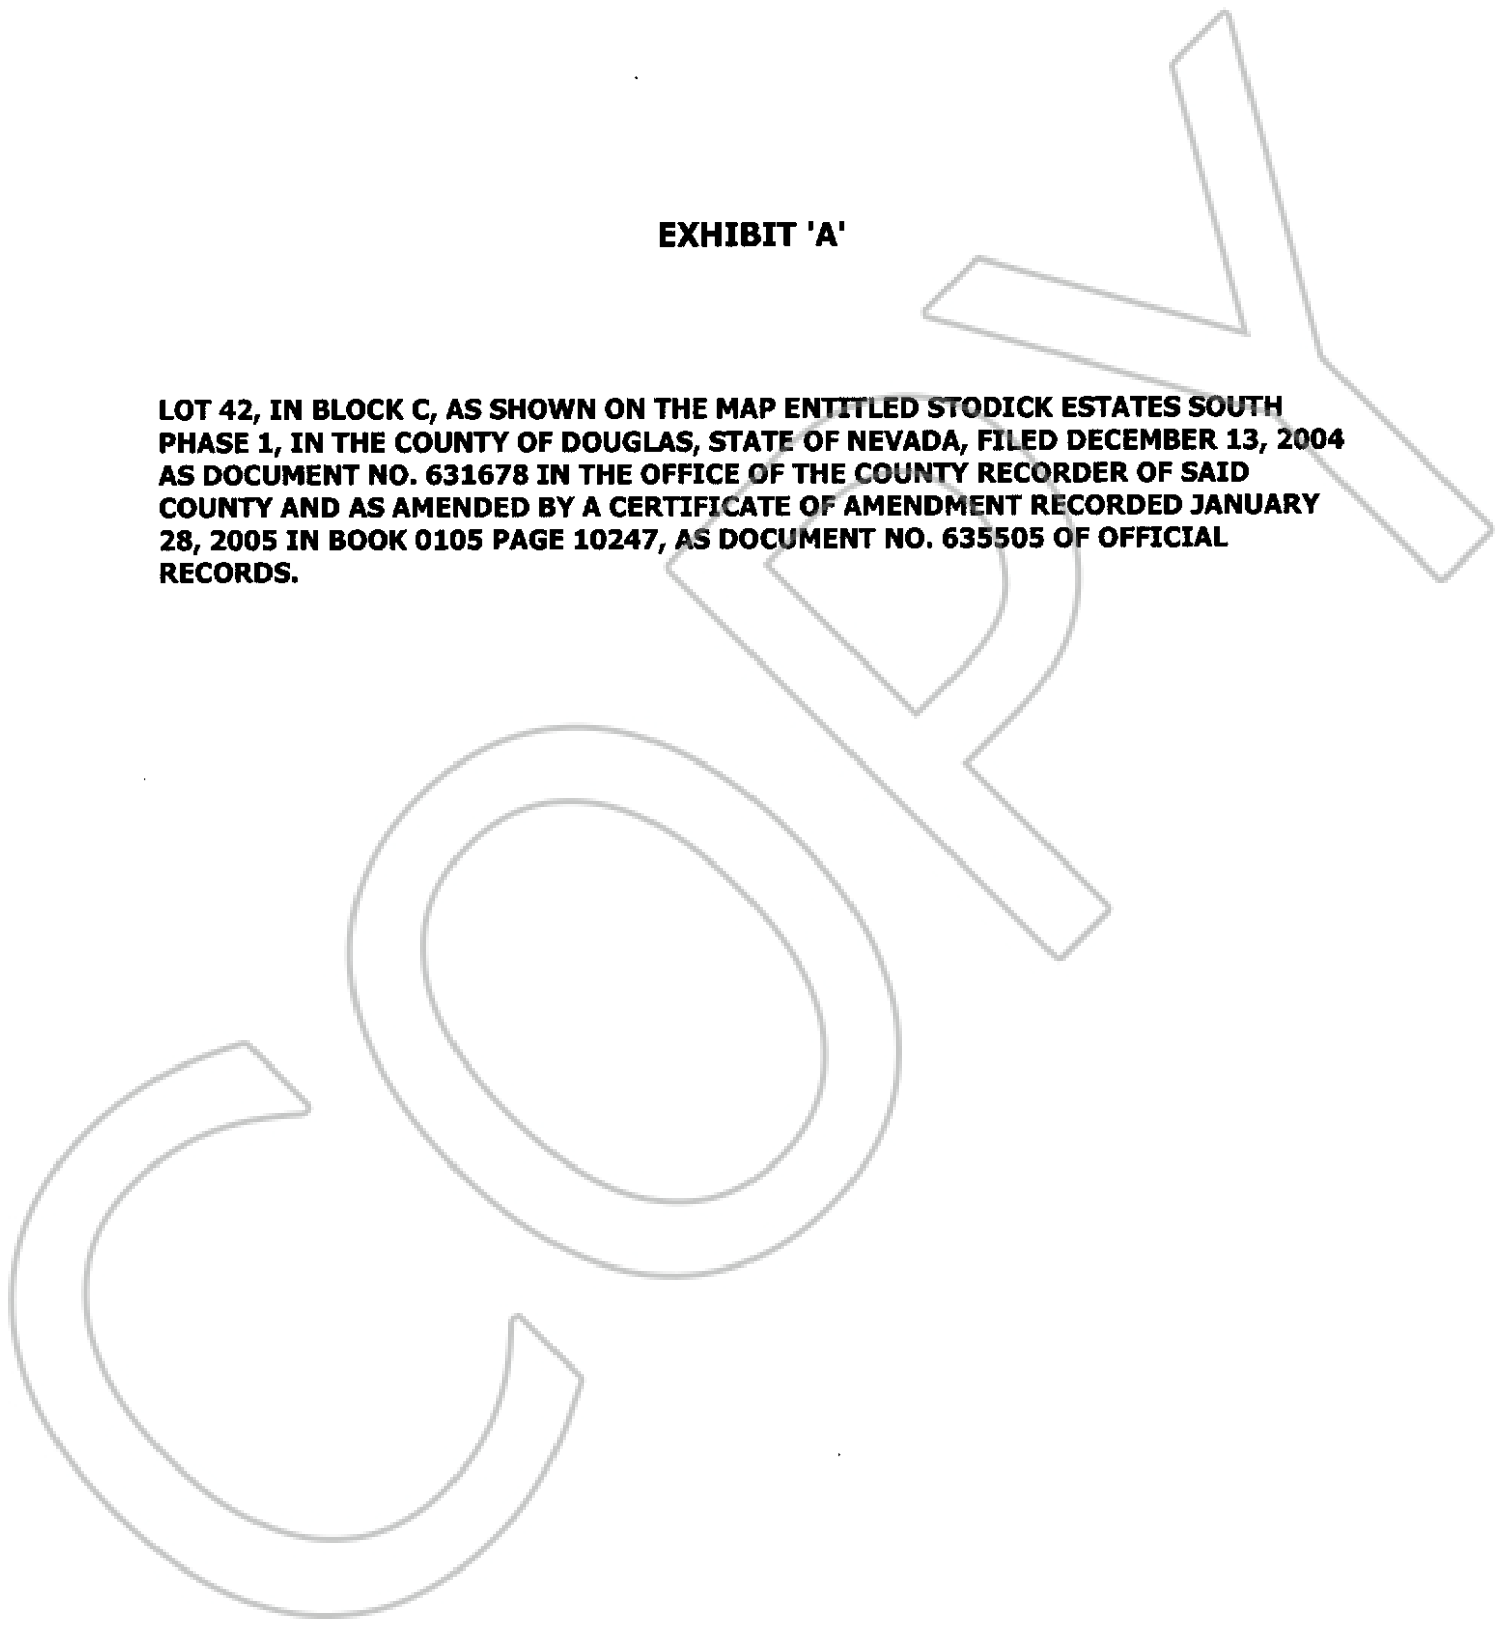 EXHIBIT 'A'
LOT 42, IN BLOCK C, AS SHOWN ON THE MAP ENTITLED STODICK ESTATES SOUTH
PHASE 1, IN THE COUNTY OF DOUGLAS, STATE OF NEVADA, FILED DECEMBER 13, 2004
AS DOCUMENT NO. 631678 IN THE OFFICE OF THE COUNTY RECORDER OF SAID
COUNTY AND AS AMENDED BY A CERTIFICATE OF AMENDMENT RECORDED JANUARY
28, 2005 IN BOOK 0105 PAGE 10247, AS DOCUMENT NO. 635505 OF OFFICIAL
RECORDS.
COPY